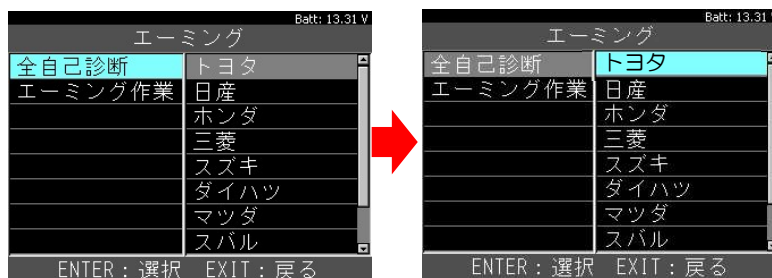 Batt: 13.31 V
エーミング
全自己診断
エーミング作業
トヨタ
日産
ホンダ
三菱
スズキ
ダイハツ
マツダ
スバル
ENTER：選択 EXIT：戻る
Batt: 13.31 V
エーミング
全自己診断
エーミング作業
トヨタ
日産
ホンダ
三菱
スズキ
ダイハツ
マツダ
スバル
ENTER：選択 EXIT：戻る